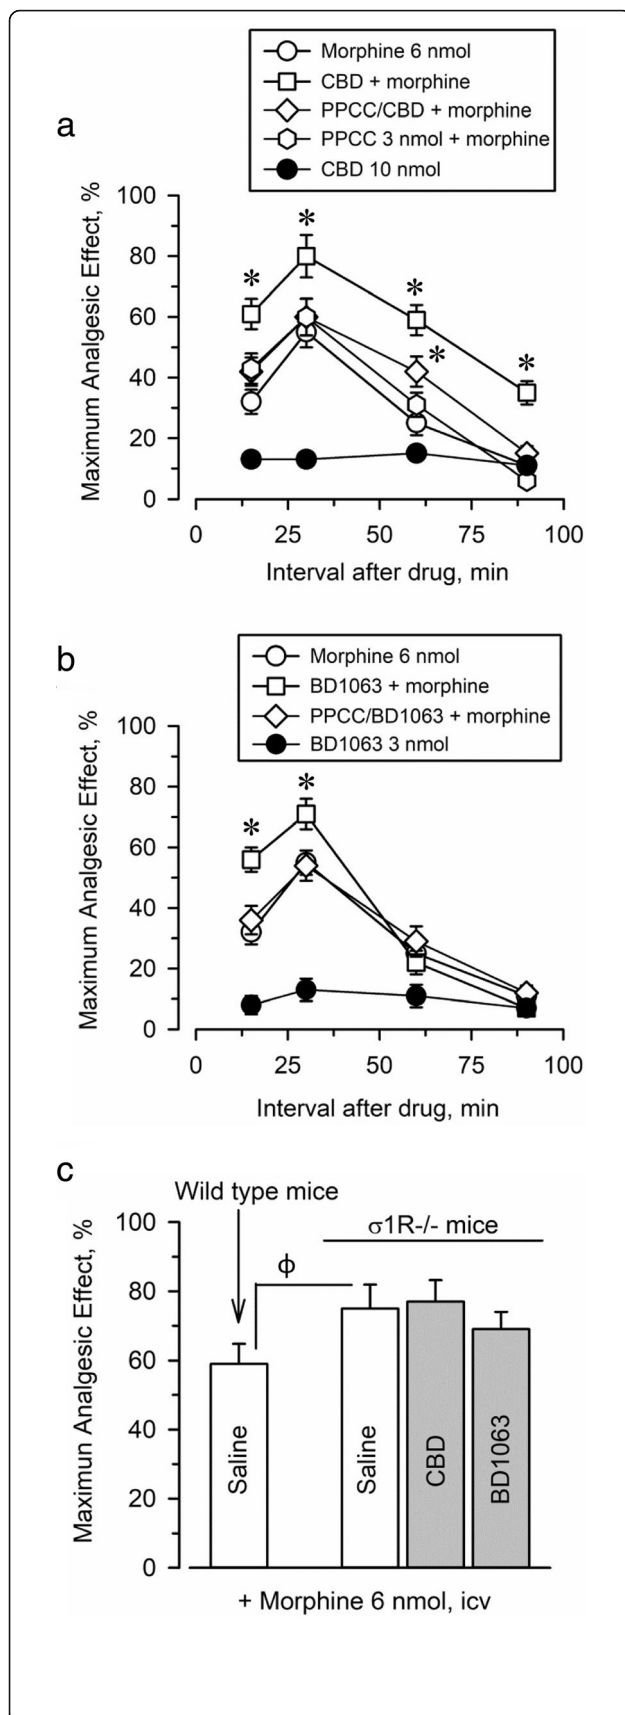 a
Morphine 6 nmol
CBD + morphine
PPCC/CBD + morphine
PPCC 3 nmol + morphine
CBD 10 nmol
Maximum Analgesic Effect, %
100
80
60
40
20
0
* * * * *
0 25 50 75 100
Interval after drug, min
b
Morphine 6 nmol
BD1063 + morphine
PPCC/BD1063 + morphine
BD1063 3 nmol
Maximum Analgesic Effect, %
100
80
60
40
20
0
* *
0 25 50 75 100
Interval after drug, min
c
Wild type mice
σ1R-/- mice
ϕ
Maximun Analgesic Effect, %
100
80
60
40
20
0
Saline
Saline
CBD
BD1063
+ Morphine 6 nmol, icv